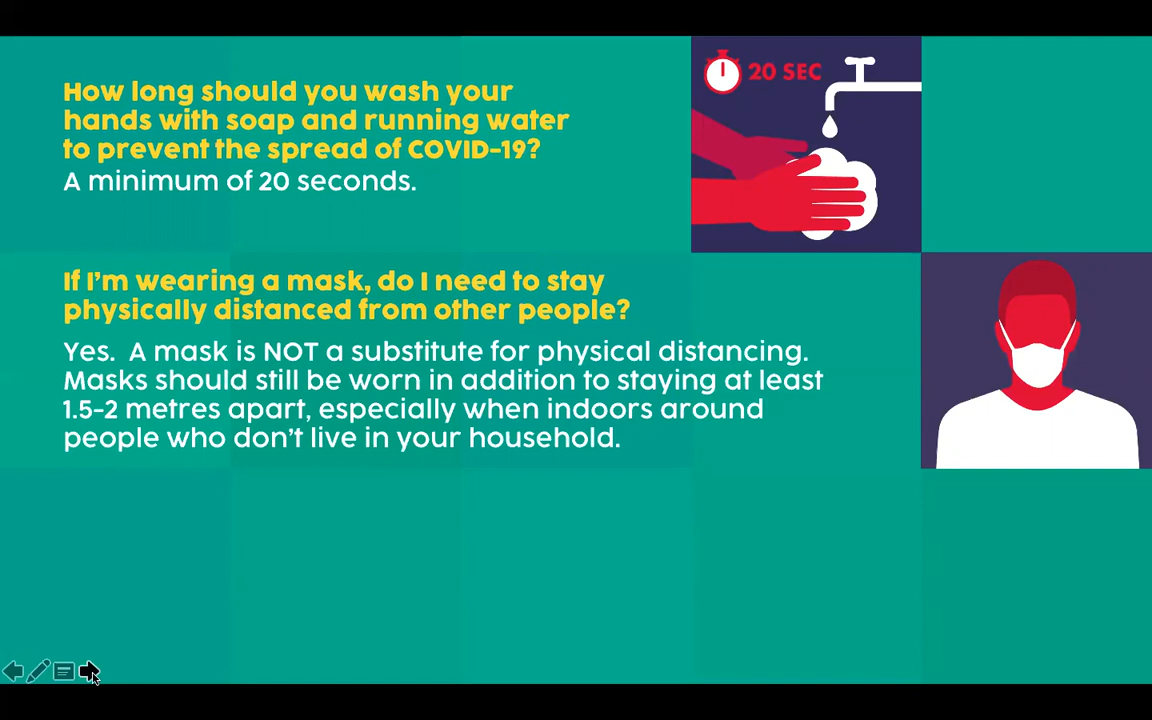 How long should you wash your
hands with soap and running water
to prevent the spread of COVID-19?
A minimum of 20 seconds.
20 SEC
If I'm wearing a mask, do I need to stay
physically distanced from other people?
Yes.  A mask is NOT a substitute for physical distancing.
Masks should still be worn in addition to staying at least
1.5-2 metres apart, especially when indoors around
people who don't live in your household.